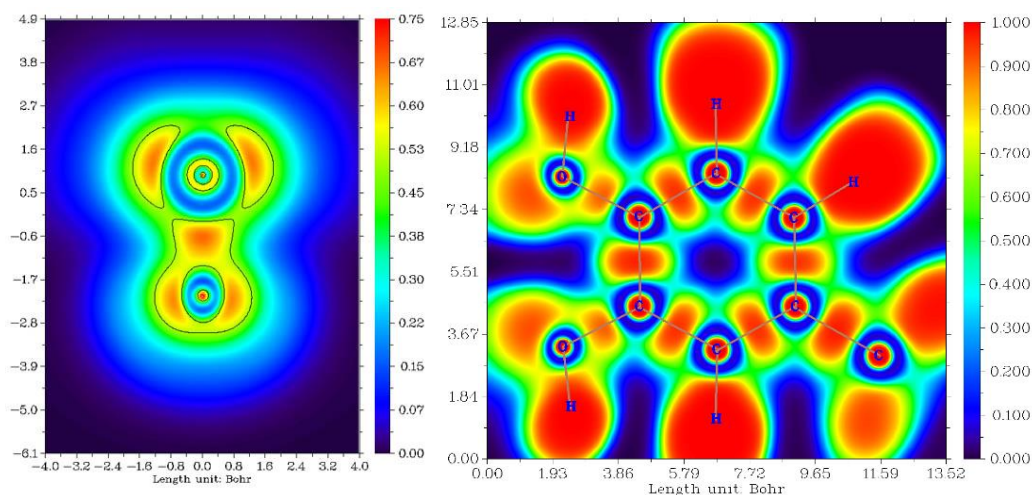 4.9
3.8
2.7
1.6
0.5
−0.6
−1.7
−2.8
−3.9
−5.0
−6.1
−4.0 −3.2 −2.4 −1.6 −0.8 0.0 0.8 1.6 2.4 3.2 4.0
Length unit: Bohr
0.75
0.67
0.60
0.52
0.45
0.38
0.30
0.22
0.15
0.07
0.00
12.85
11.01
9.18
7.34
5.51
3.67
1.84
0.00
H
H
O
C
H
C
C
C
C
O
C
C
H
H
0.00 1.93 3.86 5.79 7.72 9.65 11.59 13.52
Length unit: Bohr
1.000
0.900
0.800
0.700
0.600
0.500
0.400
0.300
0.200
0.100
0.000